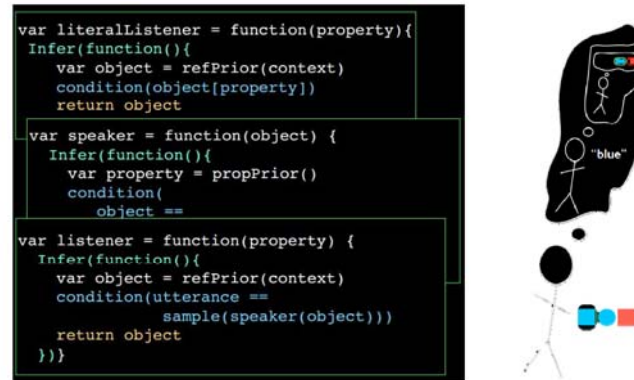 var literalListener = function(property){
Infer(function(){
var object = refPrior(context)
condition(object[property])
return object
var speaker = function(object) {
Infer(function(){
var property = propPrior()
condition(
object ==
var listener = function(property) {
Infer(function(){
var object = refPrior(context)
condition(utterance ==
sample(speaker(object)))
return object
})}
"blue"